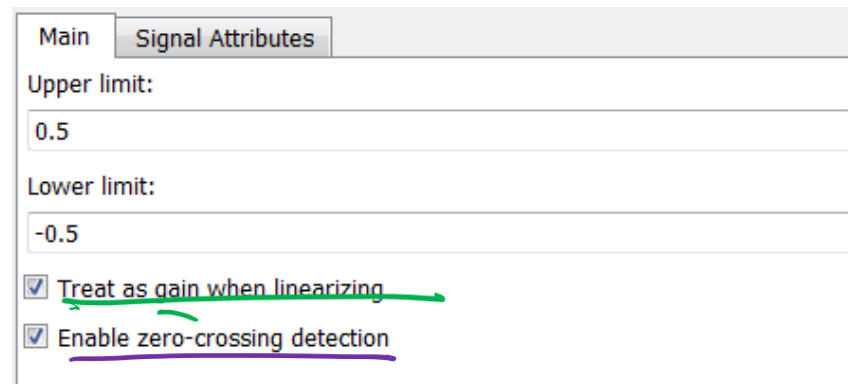 Main Signal Attributes
Upper limit:
0.5
Lower limit:
-0.5
Treat as gain when linearizing
Enable zero-crossing detection